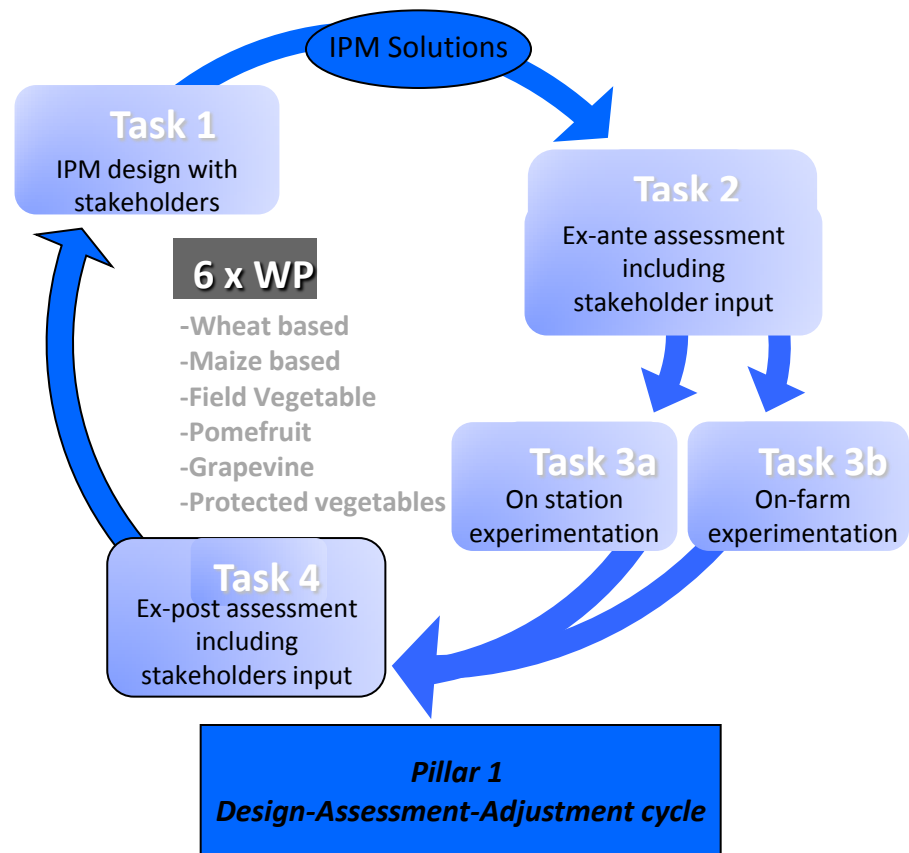 IPM Solutions
Task 1
IPM design with
stakeholders
Task 2
Ex-ante assessment
including
stakeholder input
6 x WP
-Wheat based
-Maize based
-Field Vegetable
-Pomefruit
-Grapevine
-Protected vegetables
Task 3a
On station
experimentation
Task 3b
On-farm
experimentation
Task 4
Ex-post assessment
including
stakeholders input
Pillar 1
Design-Assessment-Adjustment cycle